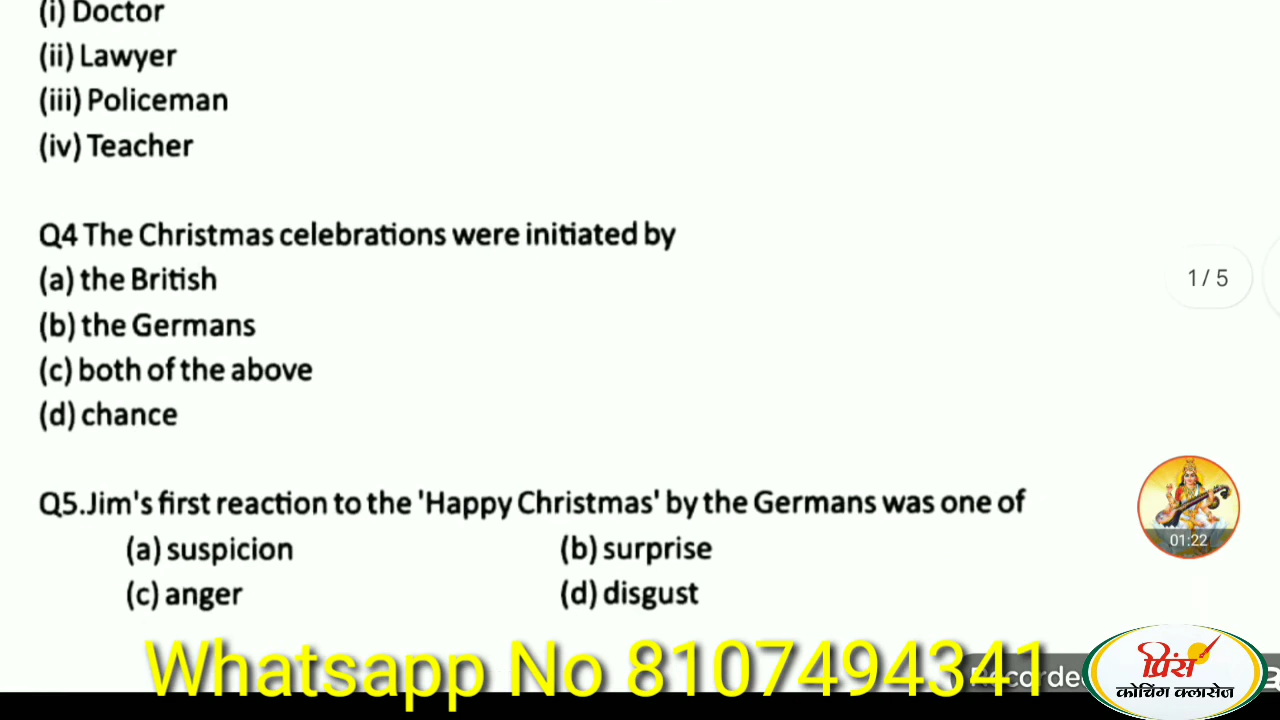 (i) Doctor
(ii) Lawyer
(iii) Policeman
(iv) Teacher
Q4 The Christmas celebrations were initiated by
(a) the British
(b) the Germans
(c) both of the above
(d) chance
1 / 5
Q5.Jim's first reaction to the 'Happy Christmas' by the Germans was one of
(a) suspicion (b) surprise
(c) anger (d) disgust
01:22
Whatsapp No 8107494341
प्रिंस
कोचिंग क्लासेज